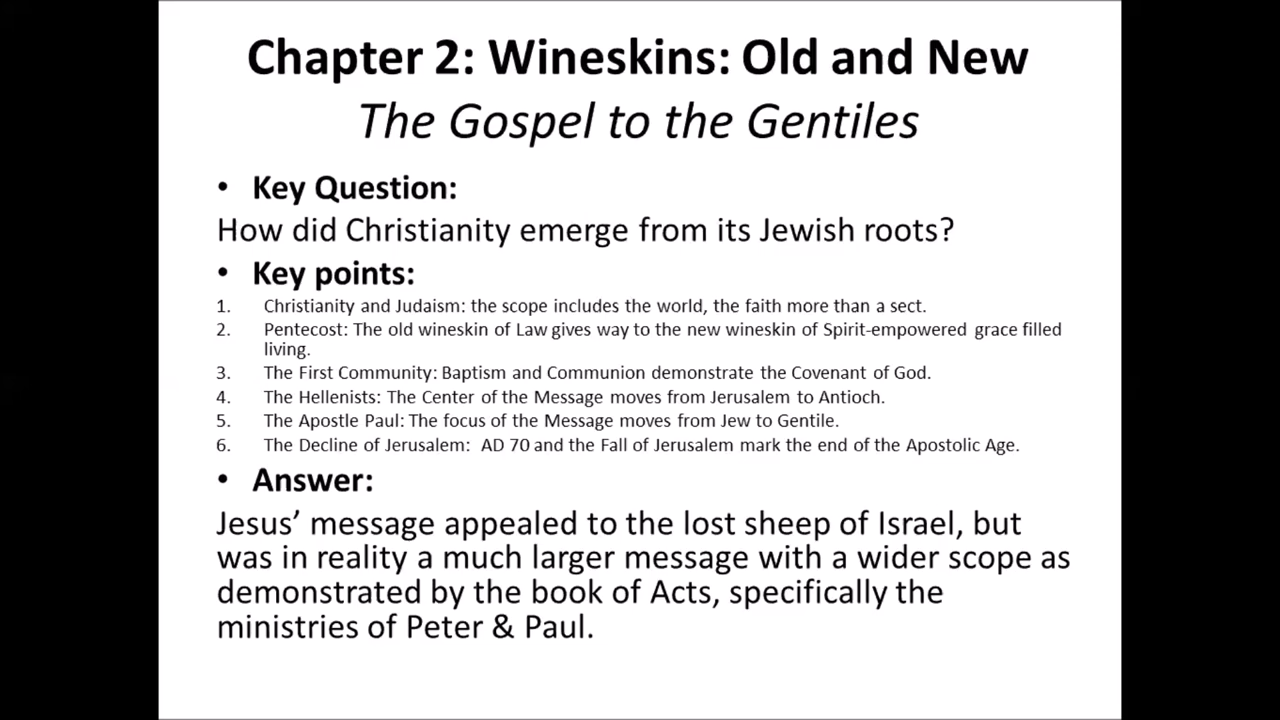 Chapter 2: Wineskins: Old and New
The Gospel to the Gentiles
• Key Question:
How did Christianity emerge from its Jewish roots?
• Key points:
1. Christianity and Judaism: the scope includes the world, the faith more than a sect.
2. Pentecost: The old wineskin of Law gives way to the new wineskin of Spirit-empowered grace filled
living.
3. The First Community: Baptism and Communion demonstrate the Covenant of God.
4. The Hellenists: The Center of the Message moves from Jerusalem to Antioch.
5. The Apostle Paul: The focus of the Message moves from Jew to Gentile.
6. The Decline of Jerusalem:  AD 70 and the Fall of Jerusalem mark the end of the Apostolic Age.
• Answer:
Jesus’ message appealed to the lost sheep of Israel, but
was in reality a much larger message with a wider scope as
demonstrated by the book of Acts, specifically the
ministries of Peter & Paul.